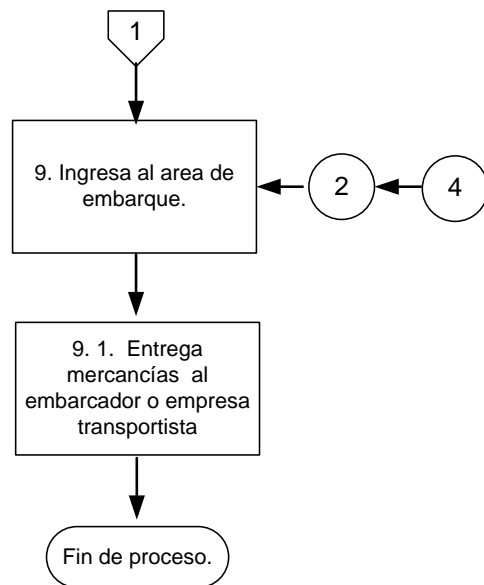 1
9. Ingresa al area de
embarque.
2
4
9. 1.  Entrega
mercancías  al
embarcador o empresa
transportista
Fin de proceso.